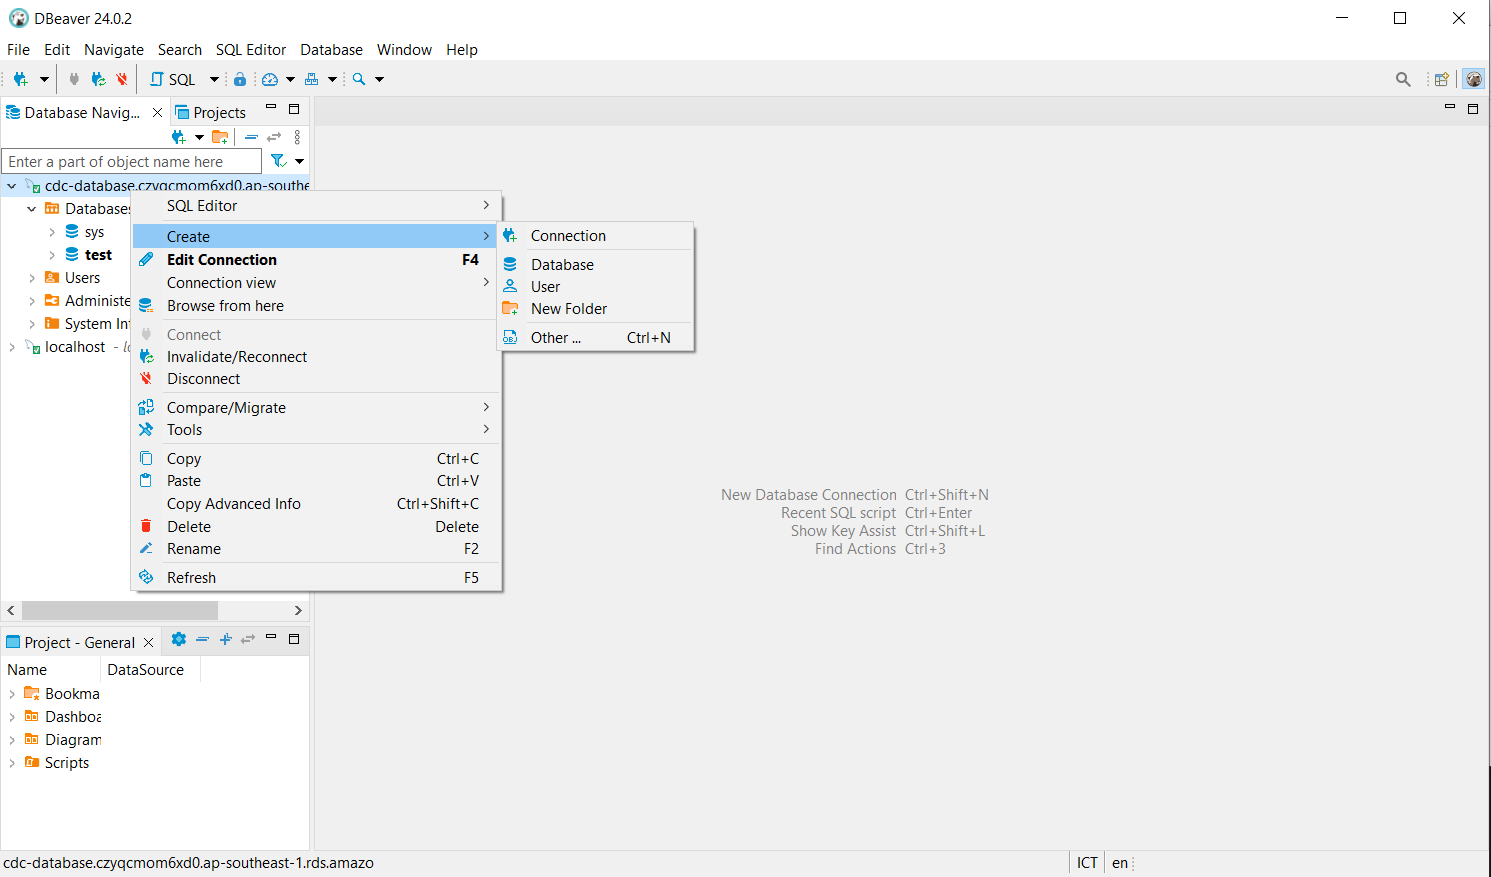 DBeaver 24.0.2
File Edit Navigate Search SQL Editor Database Window Help
SQL
Database Navig... Projects
Enter a part of object name here
cdc-database.czyqcmom6xd0.ap-southe
Databases
sys
test
Users
Administe
System Inf
localhost - lo
SQL Editor
Create
Edit Connection F4
Connection view
Browse from here
Connect
Invalidate/Reconnect
Disconnect
Compare/Migrate
Tools
Copy Ctrl+C
Paste Ctrl+V
Copy Advanced Info Ctrl+Shift+C
Delete Delete
Rename F2
Refresh F5
Connection
Database
User
New Folder
Other ... Ctrl+N
New Database Connection Ctrl+Shift+N
Recent SQL script Ctrl+Enter
Show Key Assist Ctrl+Shift+L
Find Actions Ctrl+3
Project - General
Name DataSource
Bookma
Dashboa
Diagram
Scripts
cdc-database.czyqcmom6xd0.ap-southeast-1.rds.amazo
ICT en